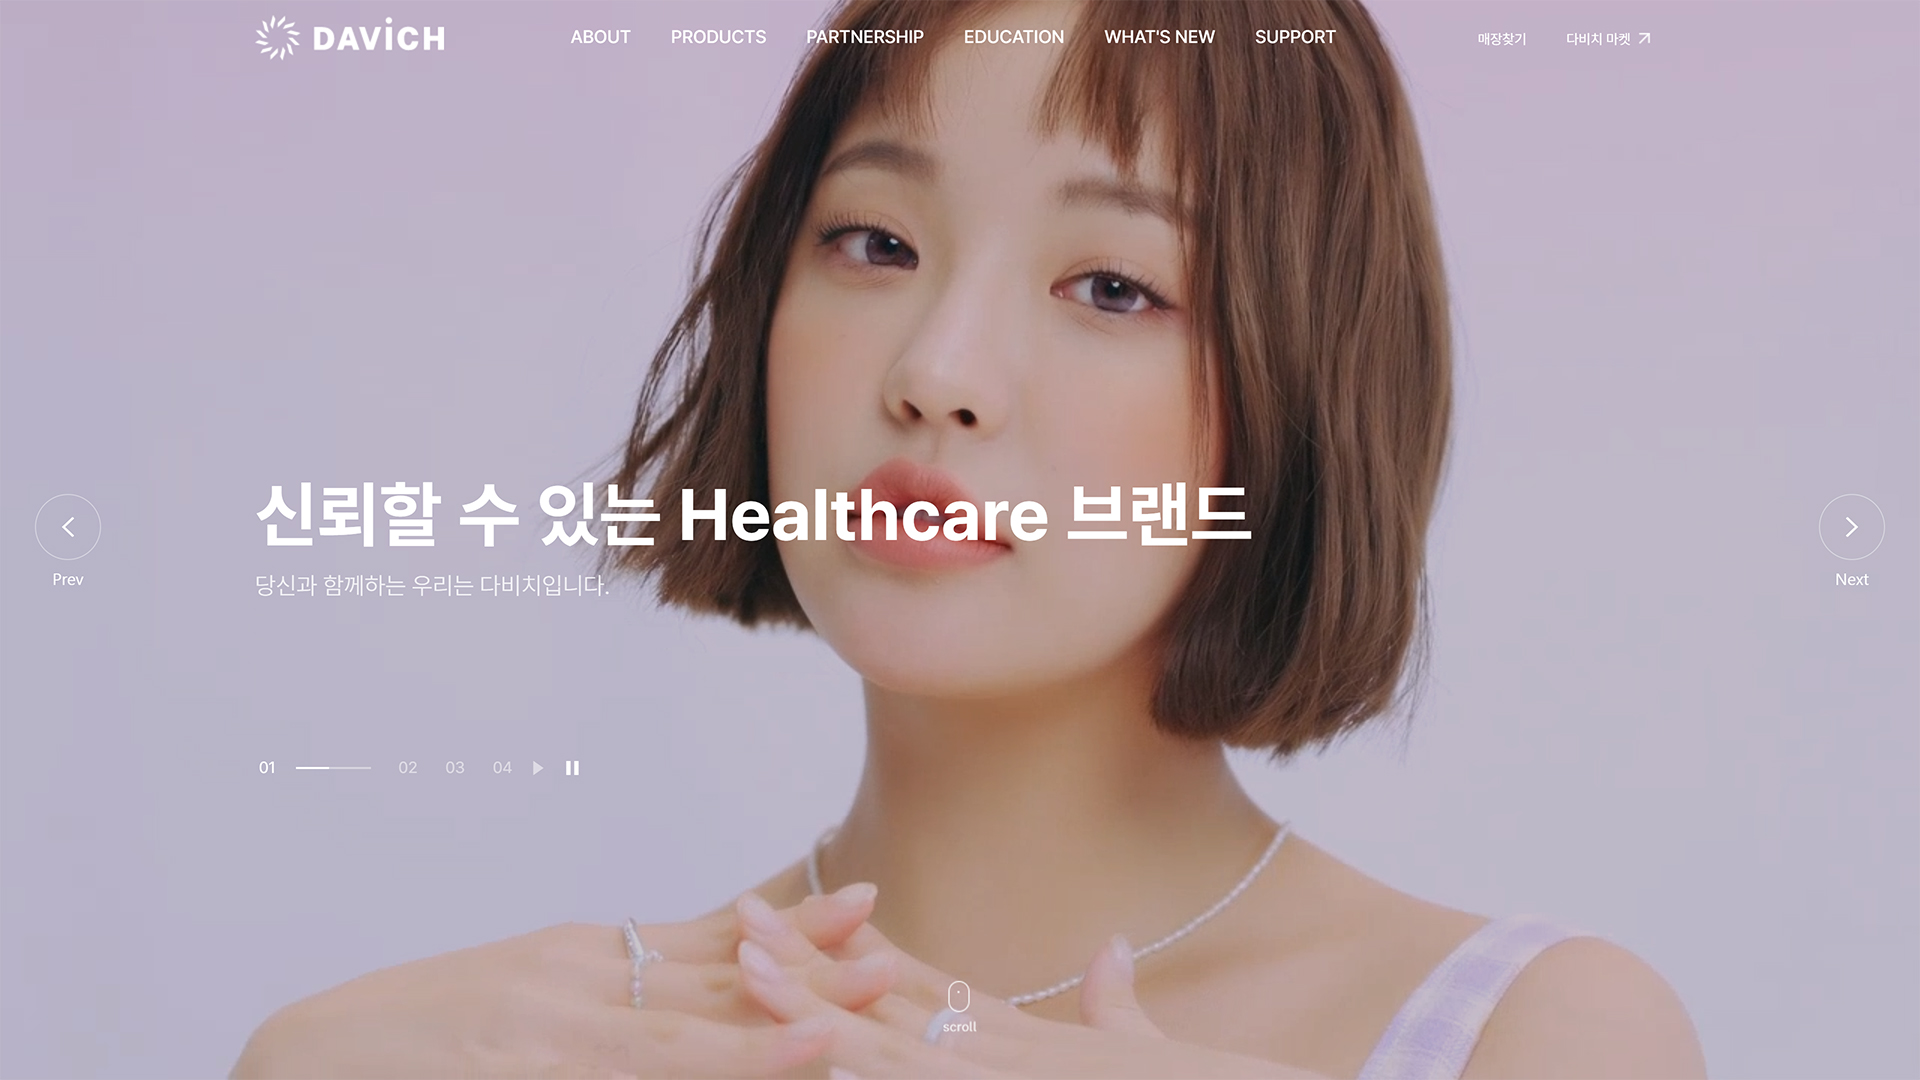 DAVICH
ABOUT PRODUCTS PARTNERSHIP EDUCATION WHAT'S NEW SUPPORT 매장찾기 다비치 마켓
신뢰할 수 있는 Healthcare 브랜드
당신과 함께하는 우리는 다비치입니다.
Prev
Next
01 02 03 04
scroll